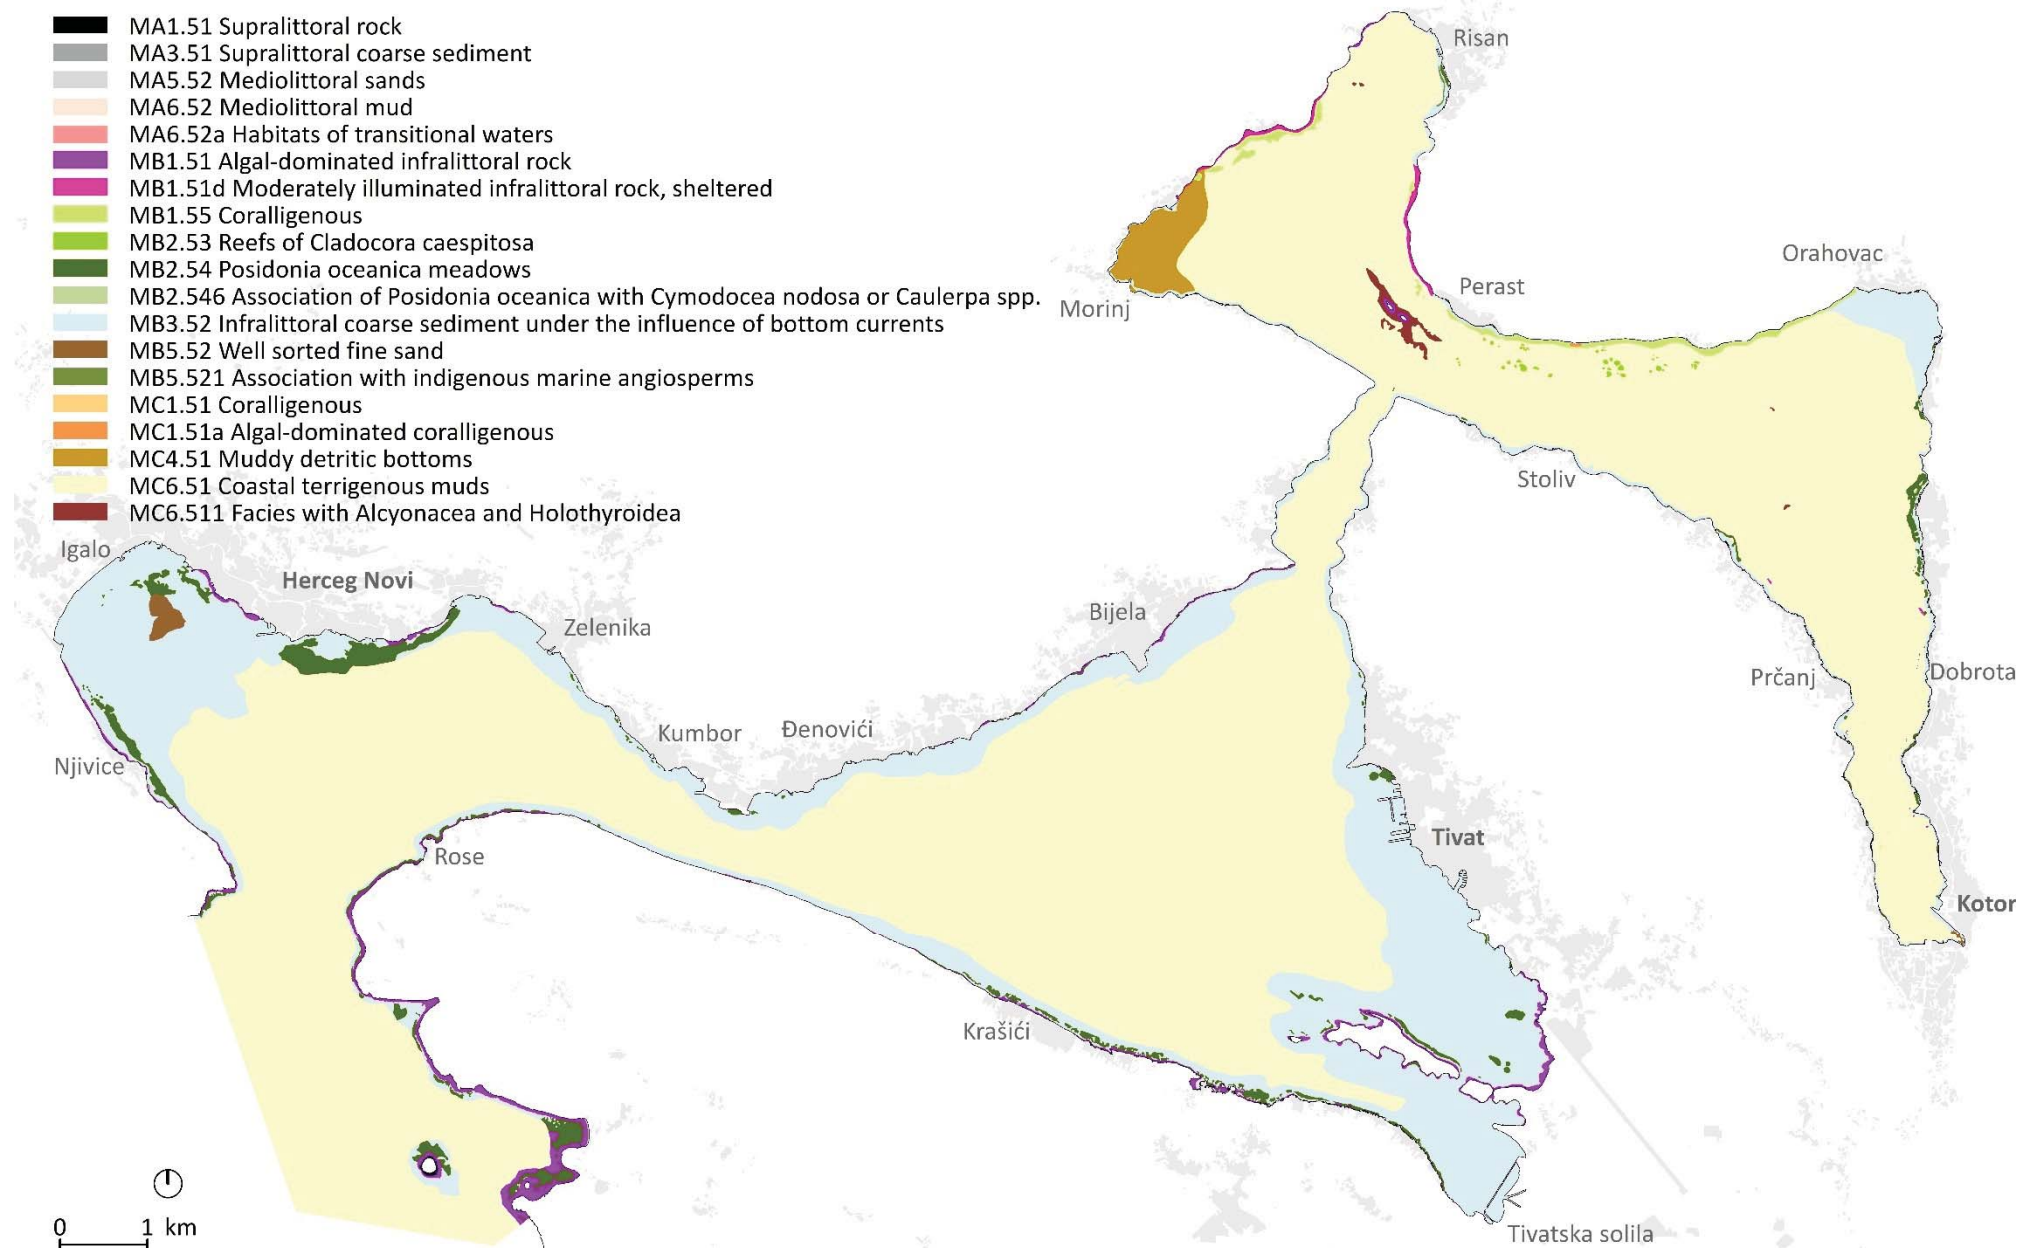 MA1.51 Supralittoral rock
MA3.51 Supralittoral coarse sediment
MA5.52 Mediolittoral sands
MA6.52 Mediolittoral mud
MA6.52a Habitats of transitional waters
MB1.51 Algal-dominated infralittoral rock
MB1.51d Moderately illuminated infralittoral rock, sheltered
MB1.55 Coralligenous
MB2.53 Reefs of Cladocora caespitosa
MB2.54 Posidonia oceanica meadows
MB2.546 Association of Posidonia oceanica with Cymodocea nodosa or Caulerpa spp.
MB3.52 Infralittoral coarse sediment under the influence of bottom currents
MB5.52 Well sorted fine sand
MB5.521 Association with indigenous marine angiosperms
MC1.51 Coralligenous
MC1.51a Algal-dominated coralligenous
MC4.51 Muddy detritic bottoms
MC6.51 Coastal terrigenous muds
MC6.511 Facies with Alcyonacea and Holothyroidea
Risan
Orahovac
Perast
Morinj
Stoliv
Igalo
Herceg Novi
Bijela
Zelenika
Prčanj
Dobrota
Kumbor
Đenovići
Njivice
Tivat
Rose
Kotor
Krašići
Tivatska solila
0 1 km